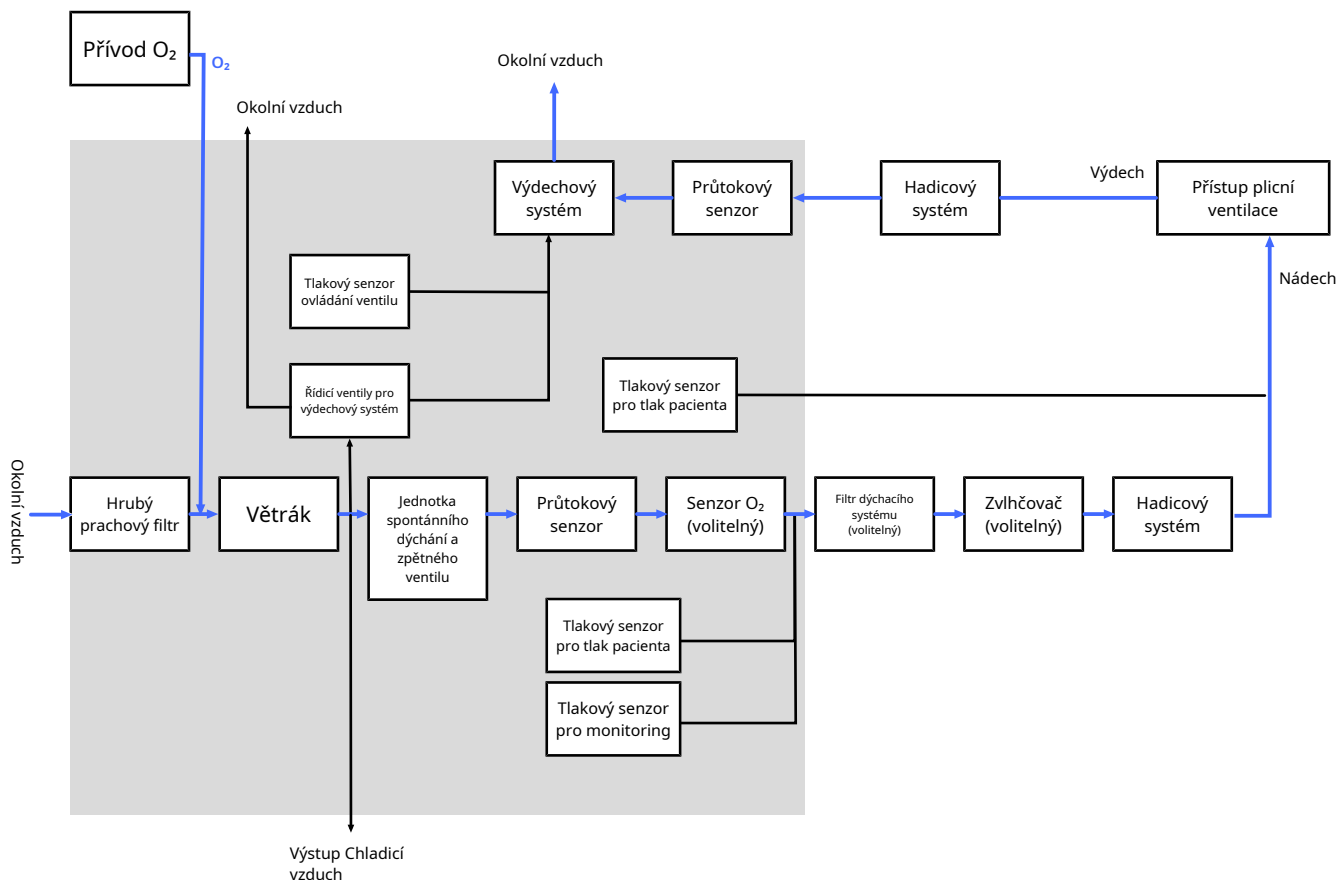 Přívod O₂
O₂
Okolní vzduch
Okolní vzduch
Výdechový
systém
Průtokový
senzor
Hadicový
systém
Výdech
Přístup plicní
ventilace
Nádech
Tlakový senzor
ovládání ventilu
Řídicí ventily pro
výdechový systém
Tlakový senzor
pro tlak pacienta
Okolní vzduch
Hrubý
prachový filtr
Větrák
Jednotka
spontánního
dýchání a
zpětného
ventilu
Průtokový
senzor
Senzor O₂
(volitelný)
Filtr dýchacího
systému
(volitelný)
Zvlhčovač
(volitelný)
Hadicový
systém
Tlakový senzor
pro tlak pacienta
Tlakový senzor
pro monitoring
Výstup Chladicí
vzduch